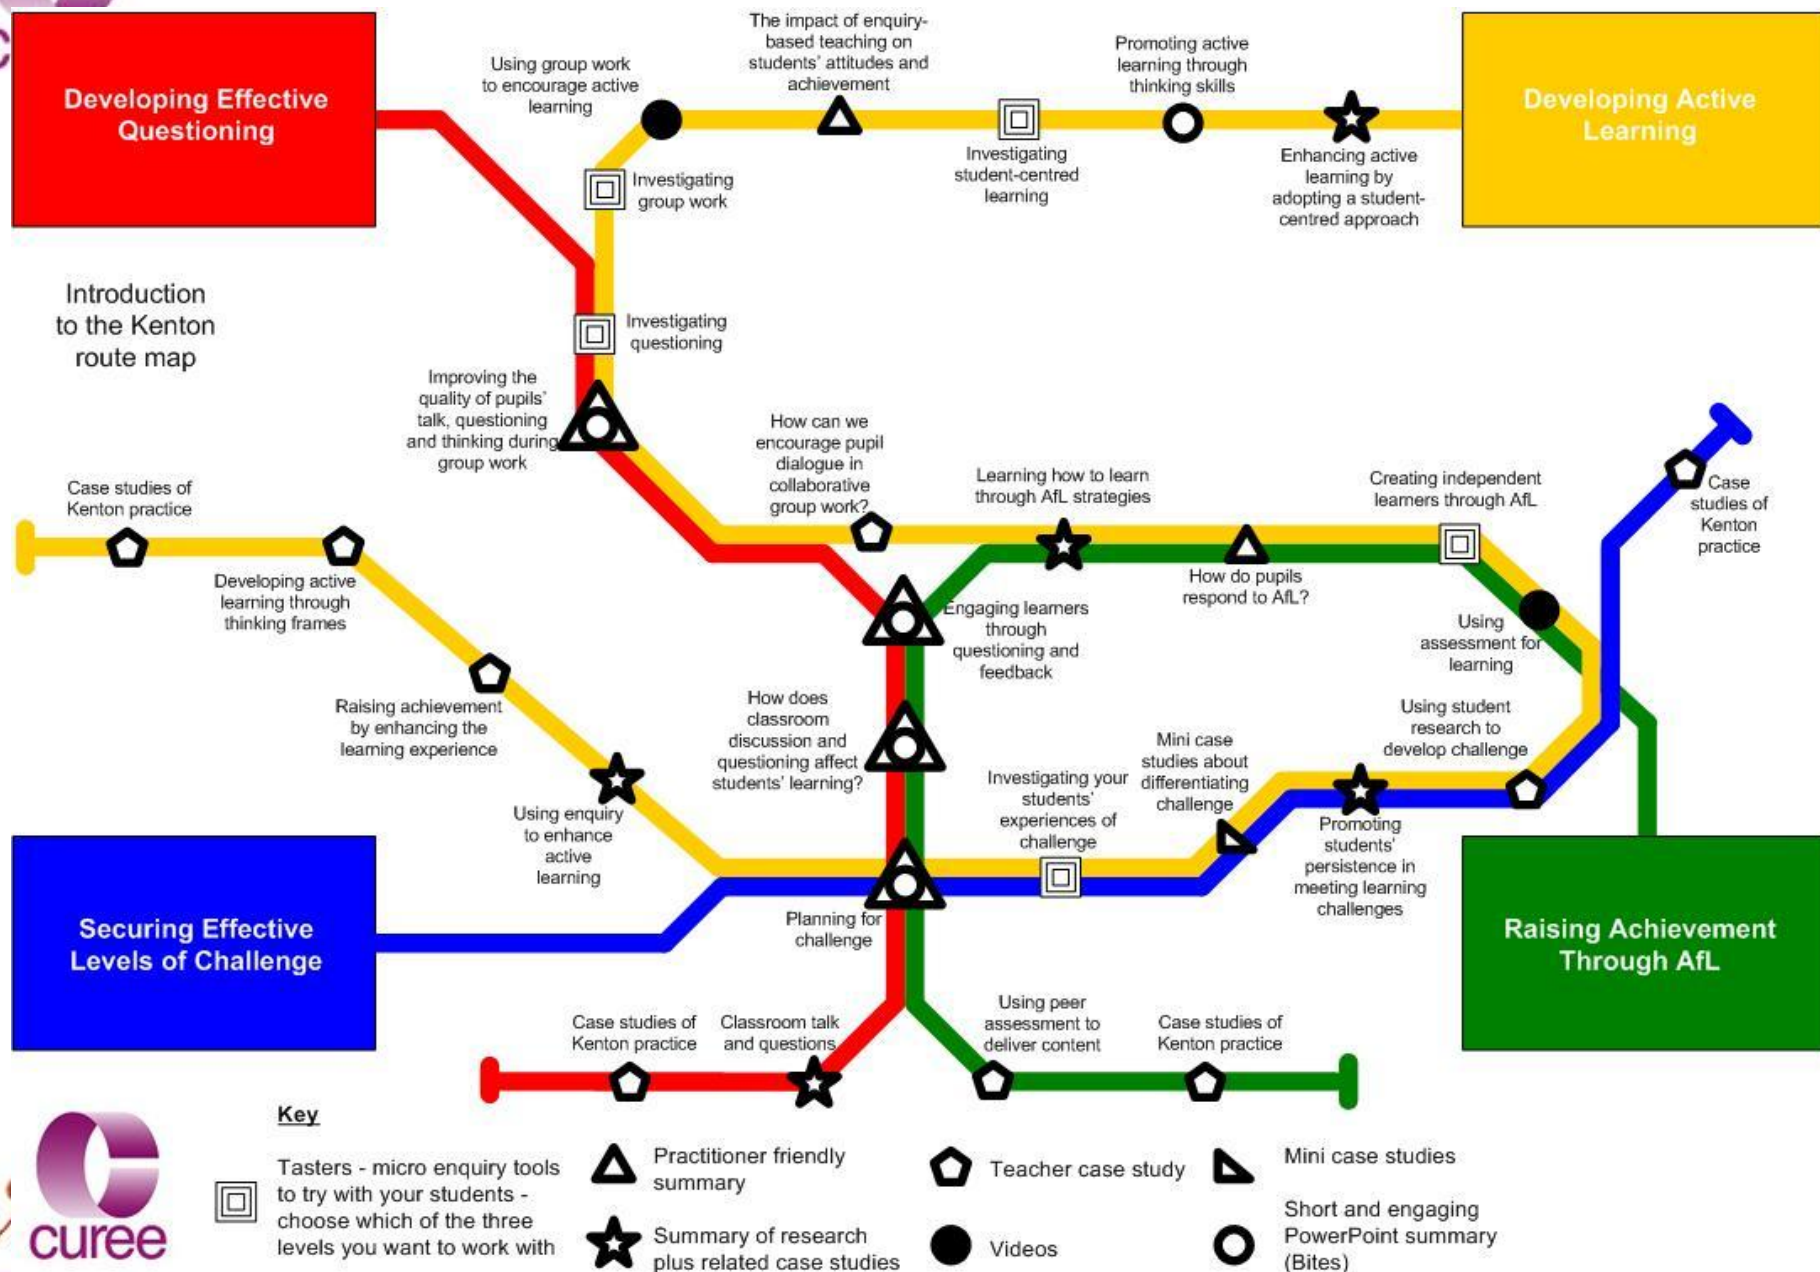 Developing Effective
Questioning
Using group work
to encourage active
learning
The impact of enquiry-
based teaching on
students' attitudes and
achievement
Promoting active
learning through
thinking skills
Developing Active
Learning
Investigating
student-centred
learning
Enhancing active
learning by
adopting a student-
centred approach
Investigating
group work
Introduction
to the Kenton
route map
Investigating
questioning
Improving the
quality of pupils'
talk, questioning
and thinking during
group work
How can we
encourage pupil
dialogue in
collaborative
group work?
Learning how to learn
through AfL strategies
Creating independent
learners through AfL
Case
studies of
Kenton
practice
Case studies of
Kenton practice
Developing active
learning through
thinking frames
How do pupils
respond to AfL?
Engaging learners
through
questioning and
feedback
Using
assessment for
learning
Raising achievement
by enhancing the
learning experience
How does
classroom
discussion and
questioning affect
students' learning?
Using student
research to
develop challenge
Mini case
studies about
differentiating
challenge
Investigating your
students'
experiences of
challenge
Using enquiry
to enhance
active
learning
Promoting
students'
persistence in
meeting learning
challenges
Securing Effective
Levels of Challenge
Planning for
challenge
Raising Achievement
Through AfL
Case studies of
Kenton practice
Classroom talk
and questions
Using peer
assessment to
deliver content
Case studies of
Kenton practice
curee
Key
Tasters - micro enquiry tools
to try with your students -
choose which of the three
levels you want to work with
Practitioner friendly
summary
Summary of research
plus related case studies
Teacher case study
Videos
Mini case studies
Short and engaging
PowerPoint summary
(Bites)